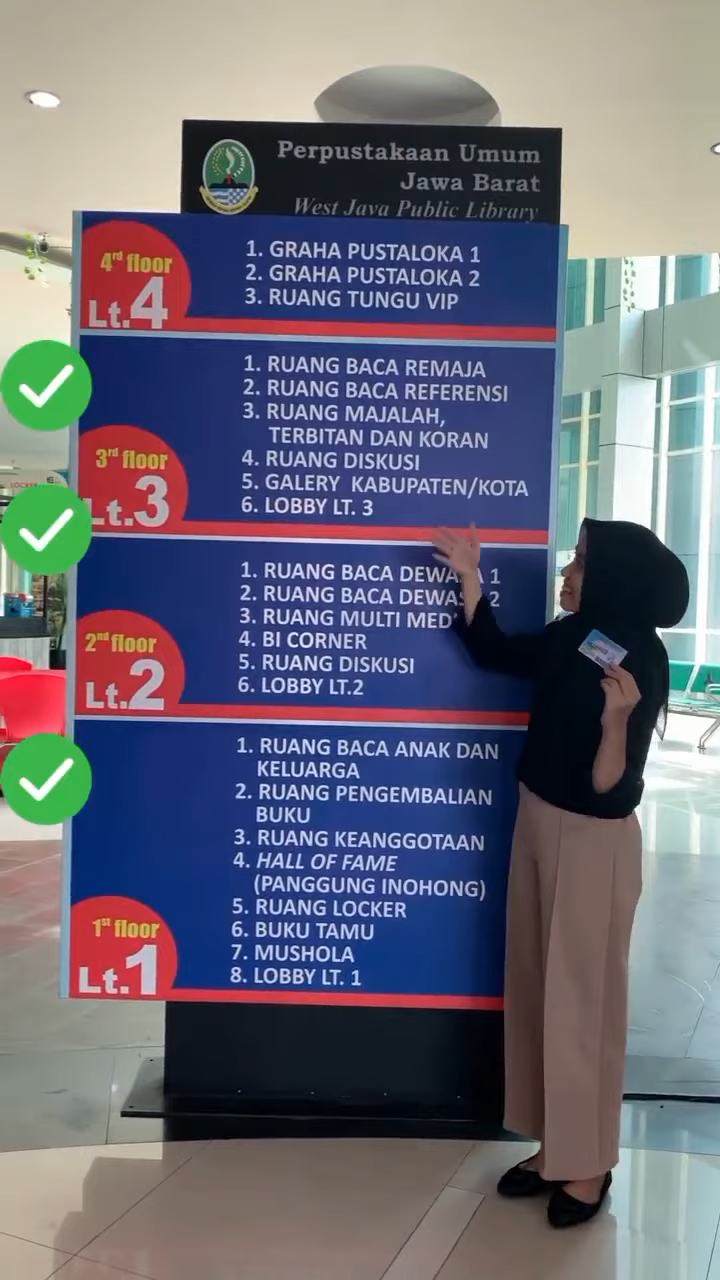 Perpustakaan Umum
Jawa Barat
West Java Public Library
4rd floor
Lt.4
1. GRAHA PUSTALOKA 1
2. GRAHA PUSTALOKA 2
3. RUANG TUNGU VIP
3rd floor
Lt.3
1. RUANG BACA REMAJA
2. RUANG BACA REFERENSI
3. RUANG MAJALAH,
TERBITAN DAN KORAN
4. RUANG DISKUSI
5. GALERY KABUPATEN/KOTA
6. LOBBY LT. 3
2nd floor
Lt.2
1. RUANG BACA DEWASA 1
2. RUANG BACA DEWASA 2
3. RUANG MULTI
4. BI CORNER
5. RUANG DISKUSI
6. LOBBY LT.2
1st floor
Lt.1
1. RUANG BACA ANAK DAN
KELUARGA
2. RUANG PENGEMBALIAN
BUKU
3. RUANG KEANGGOTAAN
4. HALL OF FAME
(PANGGUNG INOHONG)
5. RUANG LOCKER
6. BUKU TAMU
7. MUSHOLA
8. LOBBY LT. 1